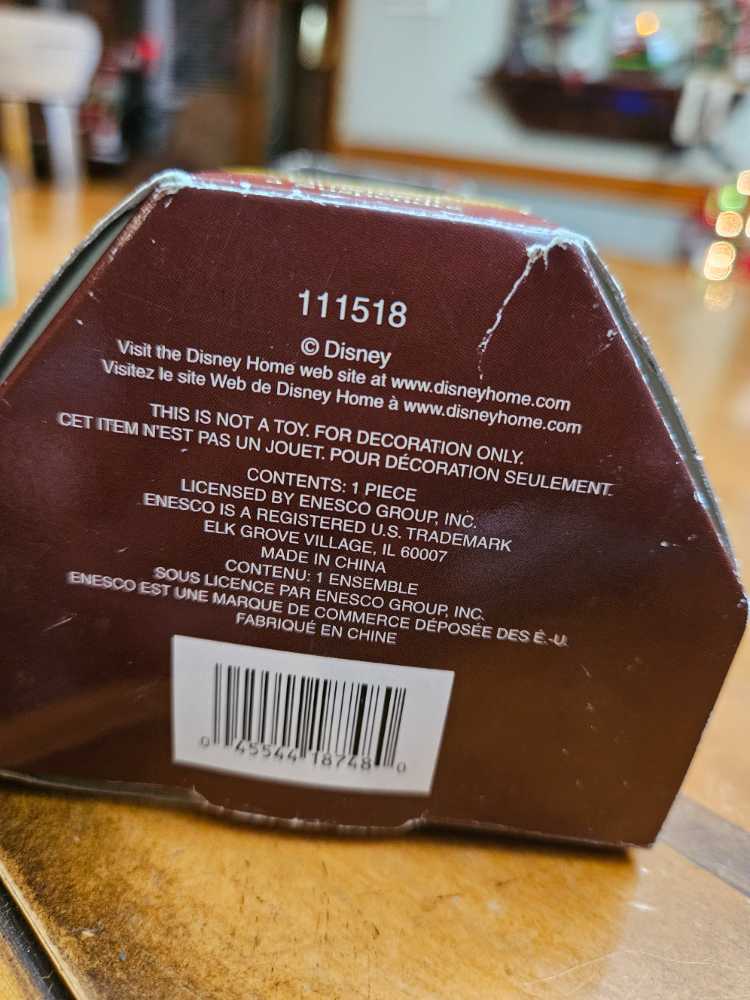 111518
© Disney
Visit the Disney Home web site at www.disneyhome.com
Visitez le site Web de Disney Home à www.disneyhome.com
THIS IS NOT A TOY. FOR DECORATION ONLY.
CET ITEM N'EST PAS UN JOUET. POUR DÉCORATION SEULEMENT.
CONTENTS: 1 PIECE
LICENSED BY ENESCO GROUP, INC.
ENESCO IS A REGISTERED U.S. TRADEMARK
ELK GROVE VILLAGE, IL 60007
MADE IN CHINA
CONTENU: 1 ENSEMBLE
SOUS LICENCE PAR ENESCO GROUP, INC.
ENESCO EST UNE MARQUE DE COMMERCE DÉPOSÉE DES É.-U.
FABRIQUÉ EN CHINE
0 45544 18748 0